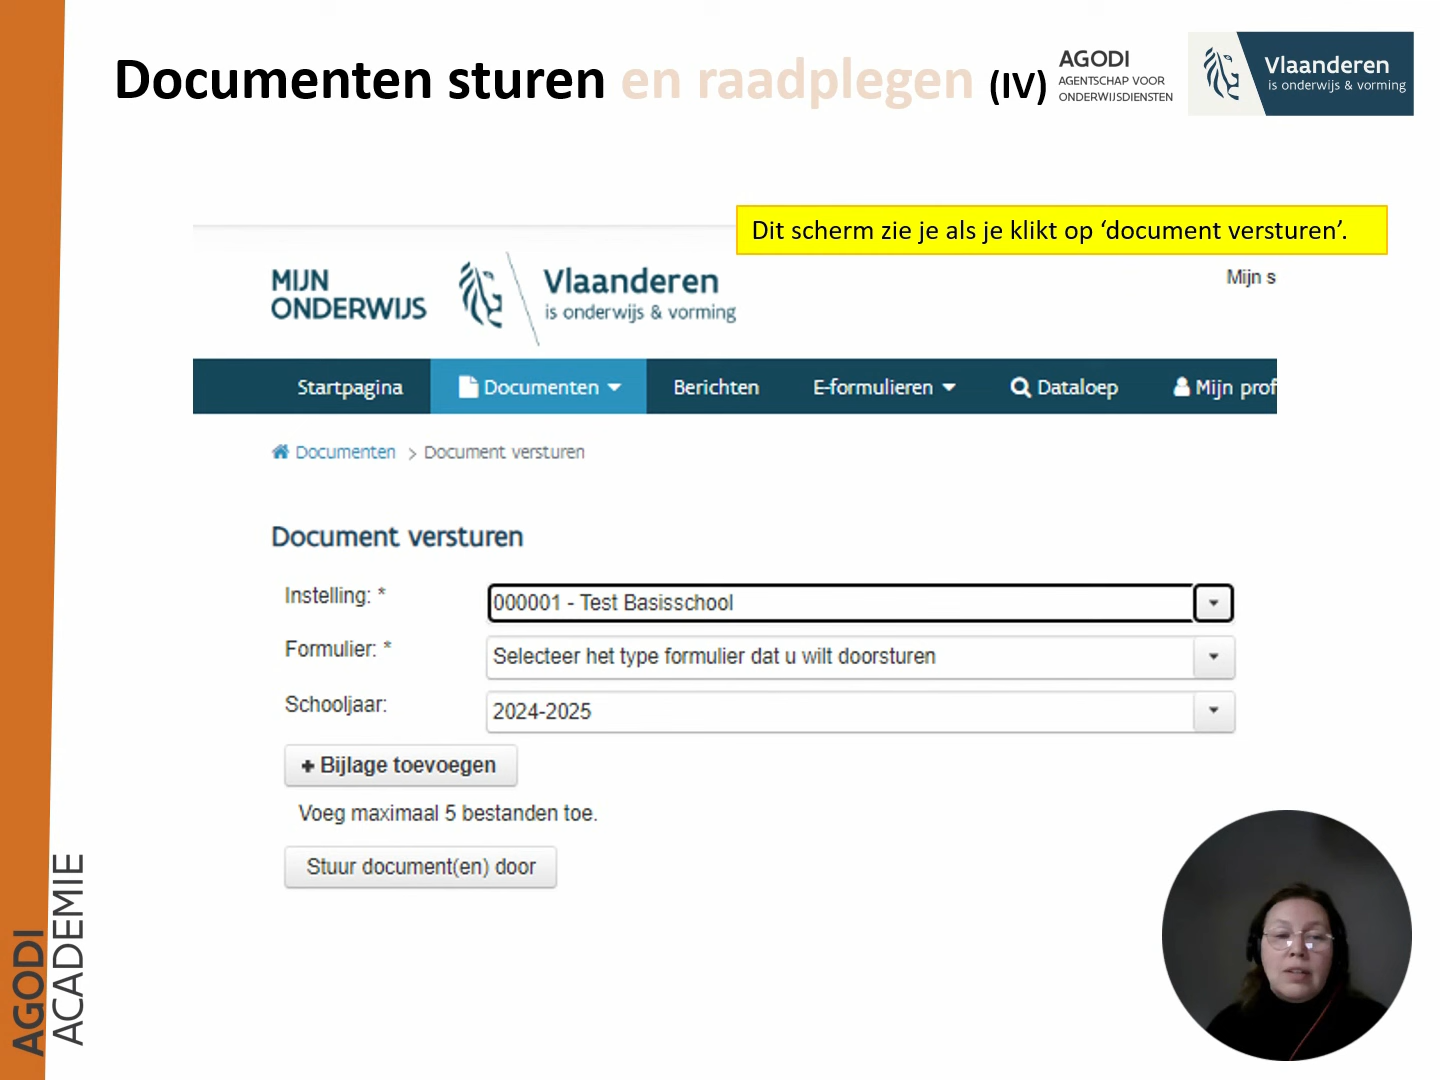 Documenten sturen en raadplegen (IV)
AGODI
AGENTSCHAP VOOR
ONDERWIJSDIENSTEN
Vlaanderen
is onderwijs & vorming
Dit scherm zie je als je klikt op ‘document versturen’.
MIJN
ONDERWIJS
Vlaanderen
is onderwijs & vorming
Mijn s
Startpagina Documenten Berichten E-formulieren Dataloep Mijn prof
Documenten > Document versturen
Document versturen
Instelling: * 000001 - Test Basisschool
Formulier: * Selecteer het type formulier dat u wilt doorsturen
Schooljaar: 2024-2025
+ Bijlage toevoegen
Voeg maximaal 5 bestanden toe.
Stuur document(en) door
AGODI
ACADEMIE